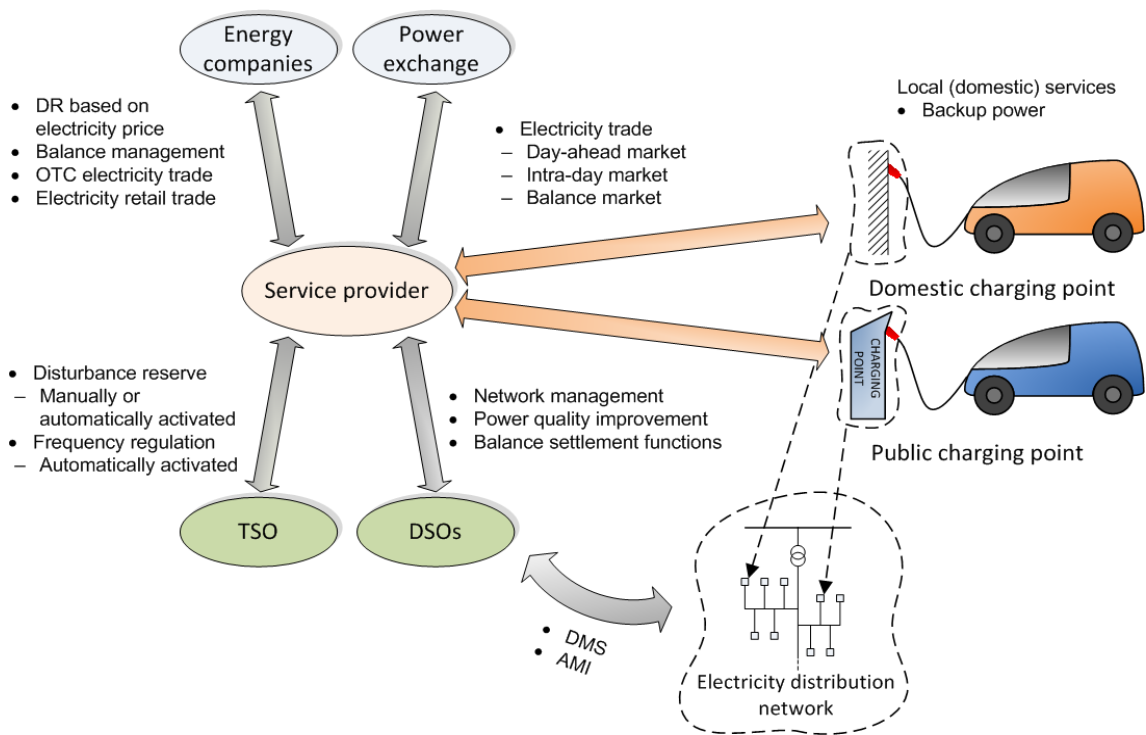 Energy
companies
Power
exchange
• DR based on
electricity price
• Balance management
• OTC electricity trade
• Electricity retail trade
• Electricity trade
– Day-ahead market
– Intra-day market
– Balance market
Local (domestic) services
• Backup power
Service provider
Domestic charging point
CHARGING
POINT
Public charging point
• Disturbance reserve
– Manually or
automatically activated
• Frequency regulation
– Automatically activated
• Network management
• Power quality improvement
• Balance settlement functions
TSO
DSOs
• DMS
• AMI
Electricity distribution
network